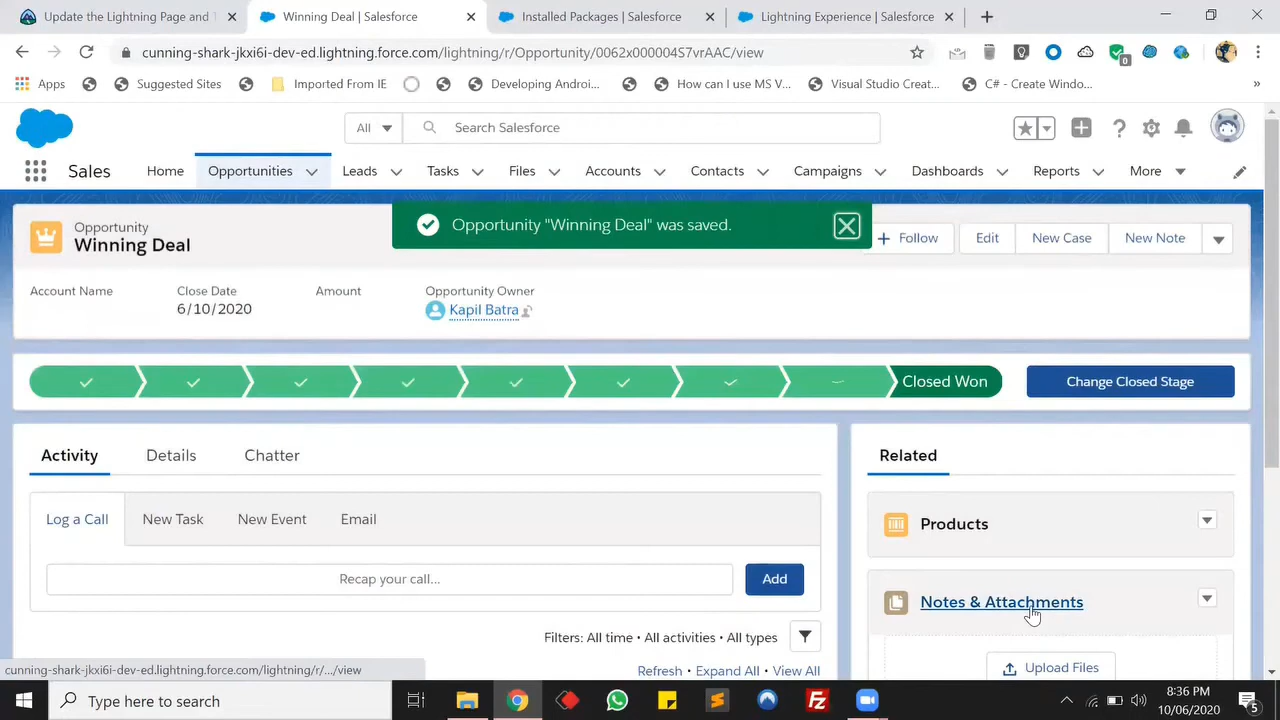 Update the Lightning Page and T
Winning Deal | Salesforce
Installed Packages | Salesforce
Lightning Experience | Salesforce
cunning-shark-jkxi6i-dev-ed.lightning.force.com/lightning/r/Opportunity/0062x000004S7vrAAC/view
0
Apps
Suggested Sites
Imported From IE
Developing Androi...
How can I use MS V...
Visual Studio Creat...
C# - Create Windo...
»
All
Search Salesforce
Sales
Home
Opportunities
Leads
Tasks
Files
Accounts
Contacts
Campaigns
Dashboards
Reports
More
Opportunity
Winning Deal
Opportunity "Winning Deal" was saved.
Follow
Edit
New Case
New Note
Account Name
Close Date
Amount
Opportunity Owner
6/10/2020
Kapil Batra
Closed Won
Change Closed Stage
Activity
Details
Chatter
Related
Log a Call
New Task
New Event
Email
Products
Recap your call...
Add
Notes & Attachments
Filters: All time • All activities • All types
Refresh • Expand All • View All
Upload Files
cunning-shark-jkxi6i-dev-ed.lightning.force.com/lightning/r/.../view
Type here to search
8:36 PM
10/06/2020
5